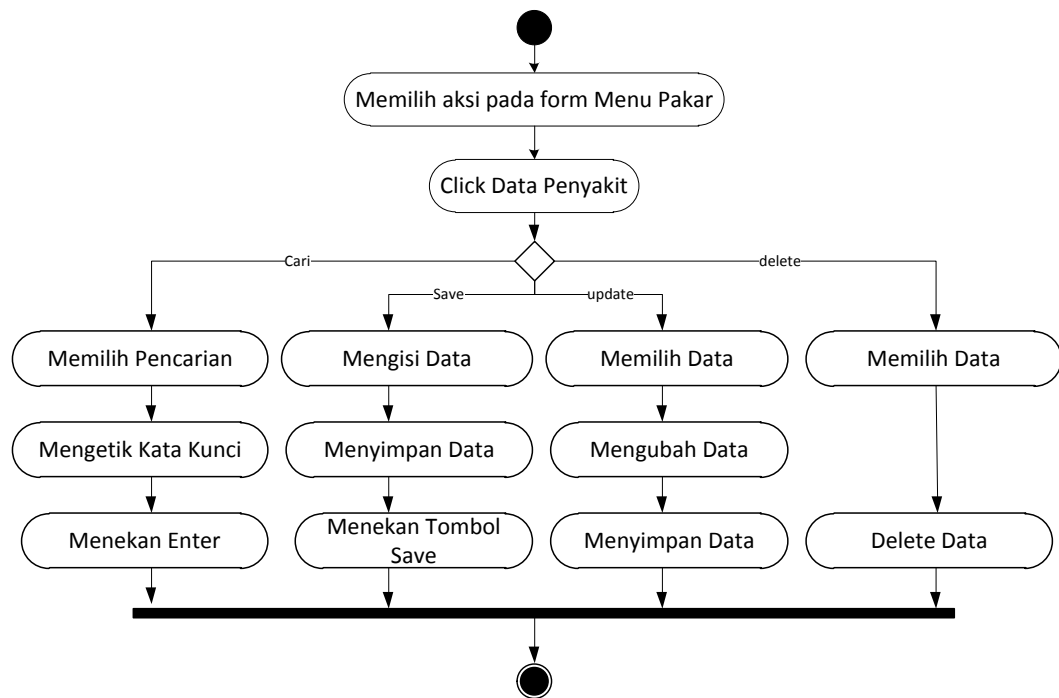 Memilih aksi pada form Menu Pakar
Click Data Penyakit
Cari
delete
Save
update
Memilih Pencarian
Mengisi Data
Memilih Data
Memilih Data
Mengetik Kata Kunci
Menyimpan Data
Mengubah Data
Menekan Enter
Menekan Tombol
Save
Menyimpan Data
Delete Data